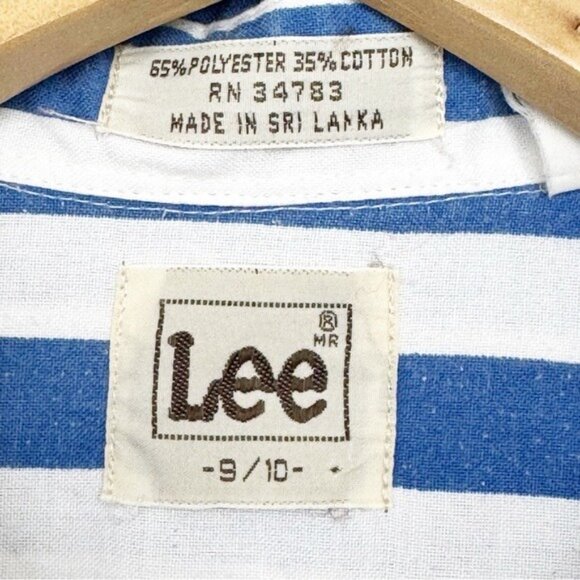 65% POLYESTER 35% COTTON
RN 34783
MADE IN SRI LANKA
Lee
®
MR
-9/10-